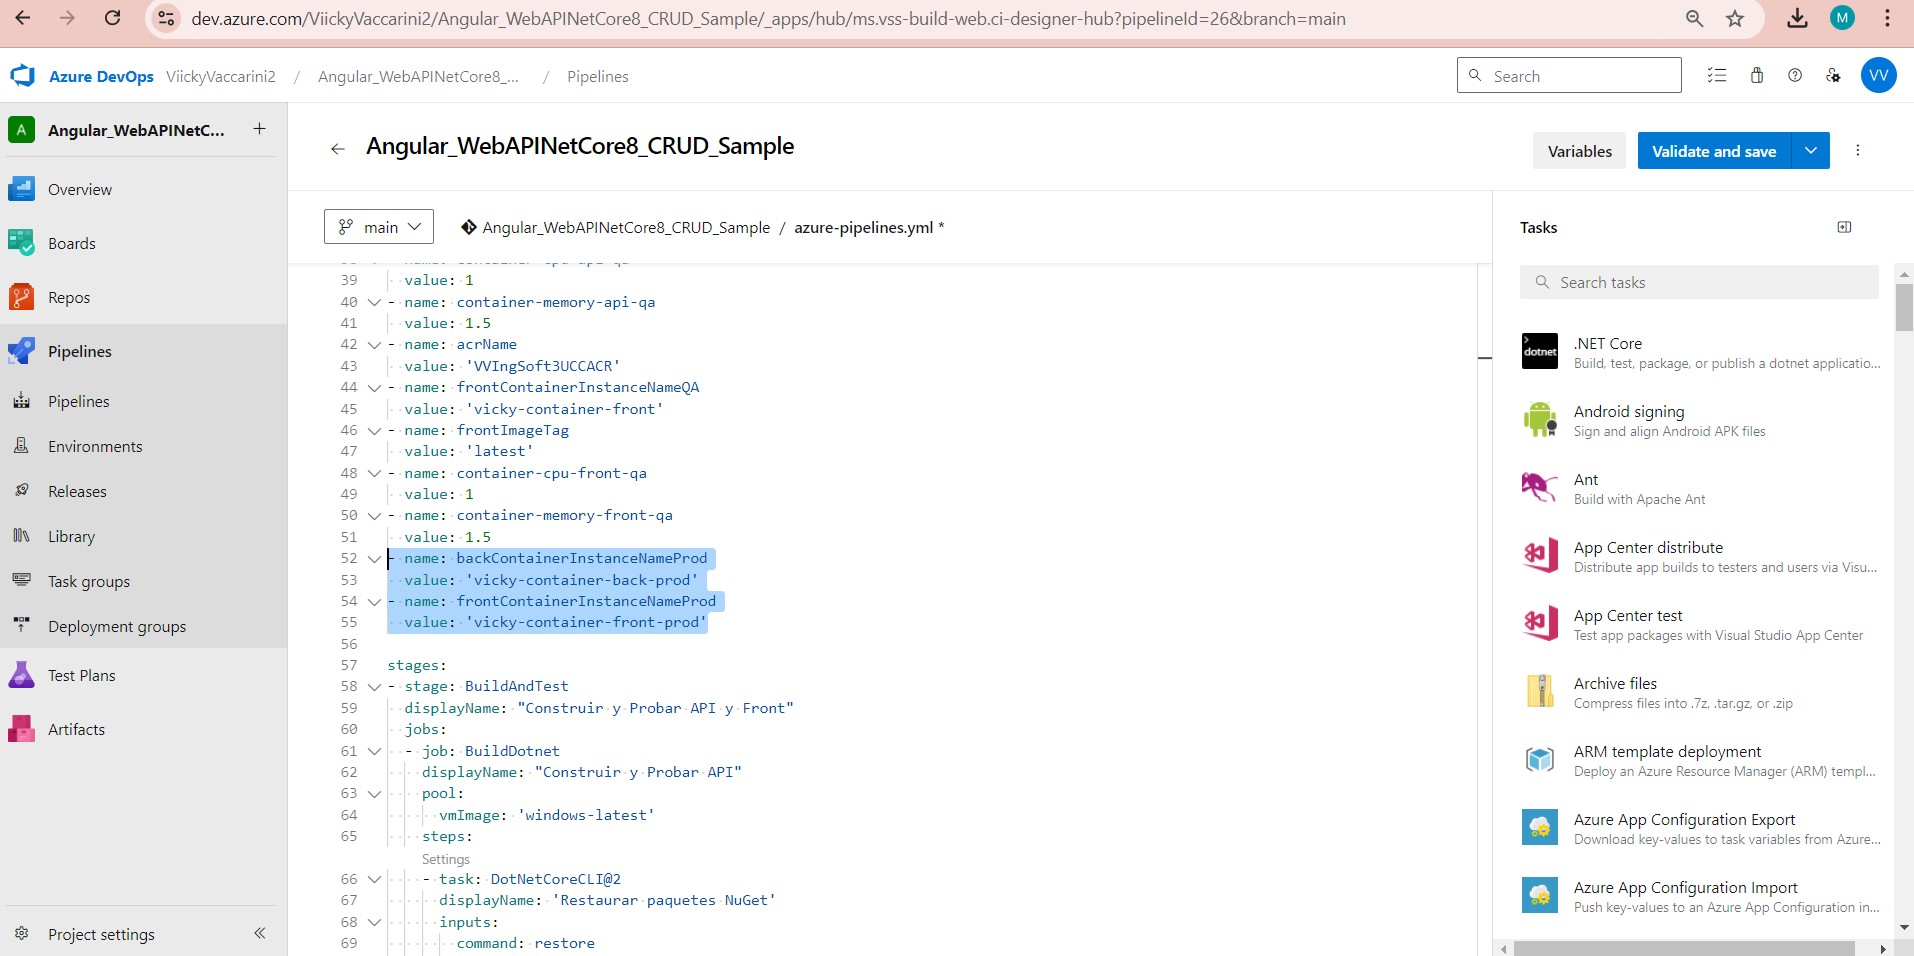 dev.azure.com/ViickyVaccarini2/Angular_WebAPINetCore8_CRUD_Sample/_apps/hub/ms.vss-build-web.ci-designer-hub?pipelineId=26&branch=main
M
Azure DevOps ViickyVaccarini2 / Angular_WebAPINetCore8_... / Pipelines
Search
VV
A Angular_WebAPINetC... +
Overview
Boards
Repos
Pipelines
Pipelines
Environments
Releases
Library
Task groups
Deployment groups
Test Plans
Artifacts
Project settings
Angular_WebAPINetCore8_CRUD_Sample
Variables
Validate and save
main
Angular_WebAPINetCore8_CRUD_Sample / azure-pipelines.yml *
39 value: 1
40 - name: container-memory-api-qa
41 value: 1.5
42 - name: acrName
43 value: 'VVIngSoft3UCCACR'
44 - name: frontContainerInstanceNameQA
45 value: 'vicky-container-front'
46 - name: frontImageTag
47 value: 'latest'
48 - name: container-cpu-front-qa
49 value: 1
50 - name: container-memory-front-qa
51 value: 1.5
52 - name: backContainerInstanceNameProd
53 value: 'vicky-container-back-prod'
54 - name: frontContainerInstanceNameProd
55 value: 'vicky-container-front-prod'
56
57 stages:
58 - stage: BuildAndTest
59 displayName: "Construir y Probar API y Front"
60 jobs:
61 - job: BuildDotnet
62 displayName: "Construir y Probar API"
63 pool:
64 vmImage: 'windows-latest'
65 steps:
Settings
66 - task: DotNetCoreCLI@2
67 displayName: 'Restaurar paquetes NuGet'
68 inputs:
69 command: restore
Tasks
Search tasks
dotnet
.NET Core
Build, test, package, or publish a dotnet applicatio...
Android signing
Sign and align Android APK files
Ant
Build with Apache Ant
App Center distribute
Distribute app builds to testers and users via Visu...
App Center test
Test app packages with Visual Studio App Center
Archive files
Compress files into .7z, .tar.gz, or .zip
ARM template deployment
Deploy an Azure Resource Manager (ARM) templ...
Azure App Configuration Export
Download key-values to task variables from Azure...
Azure App Configuration Import
Push key-values to an Azure App Configuration in...